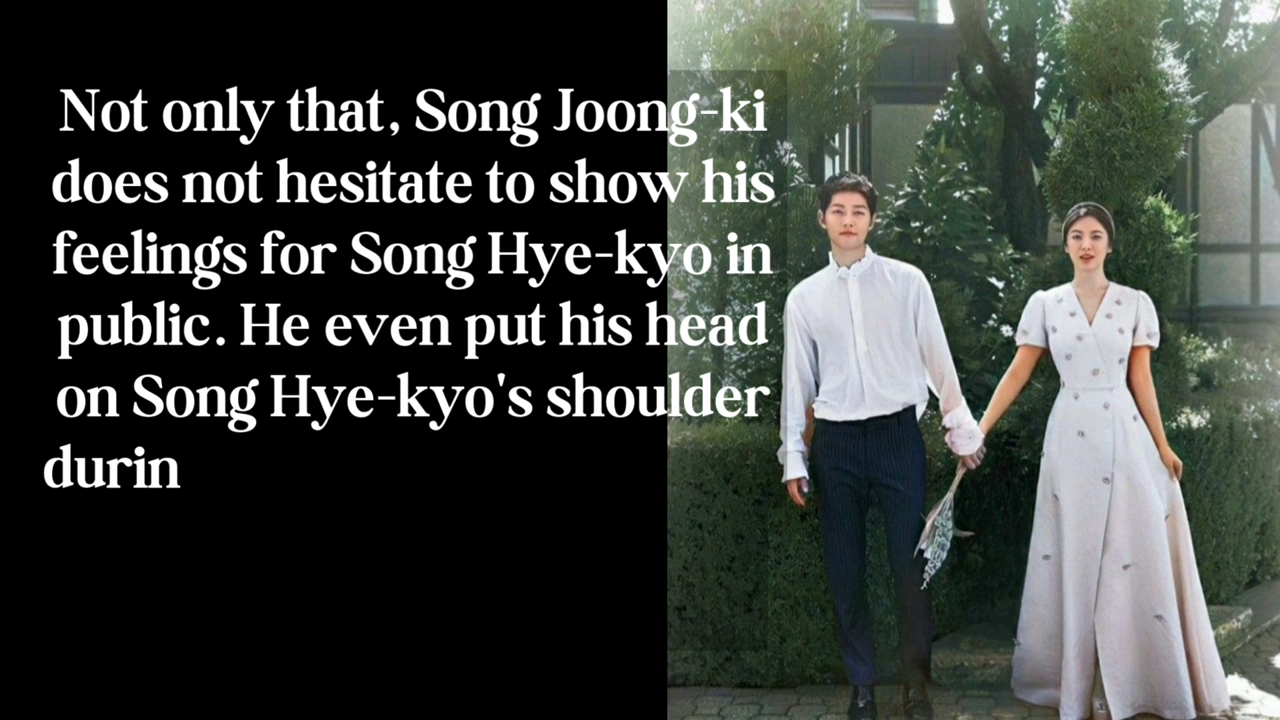 Not only that, Song Joong-ki
does not hesitate to show his
feelings for Song Hye-kyo in
public. He even put his head
on Song Hye-kyo's shoulder
durin